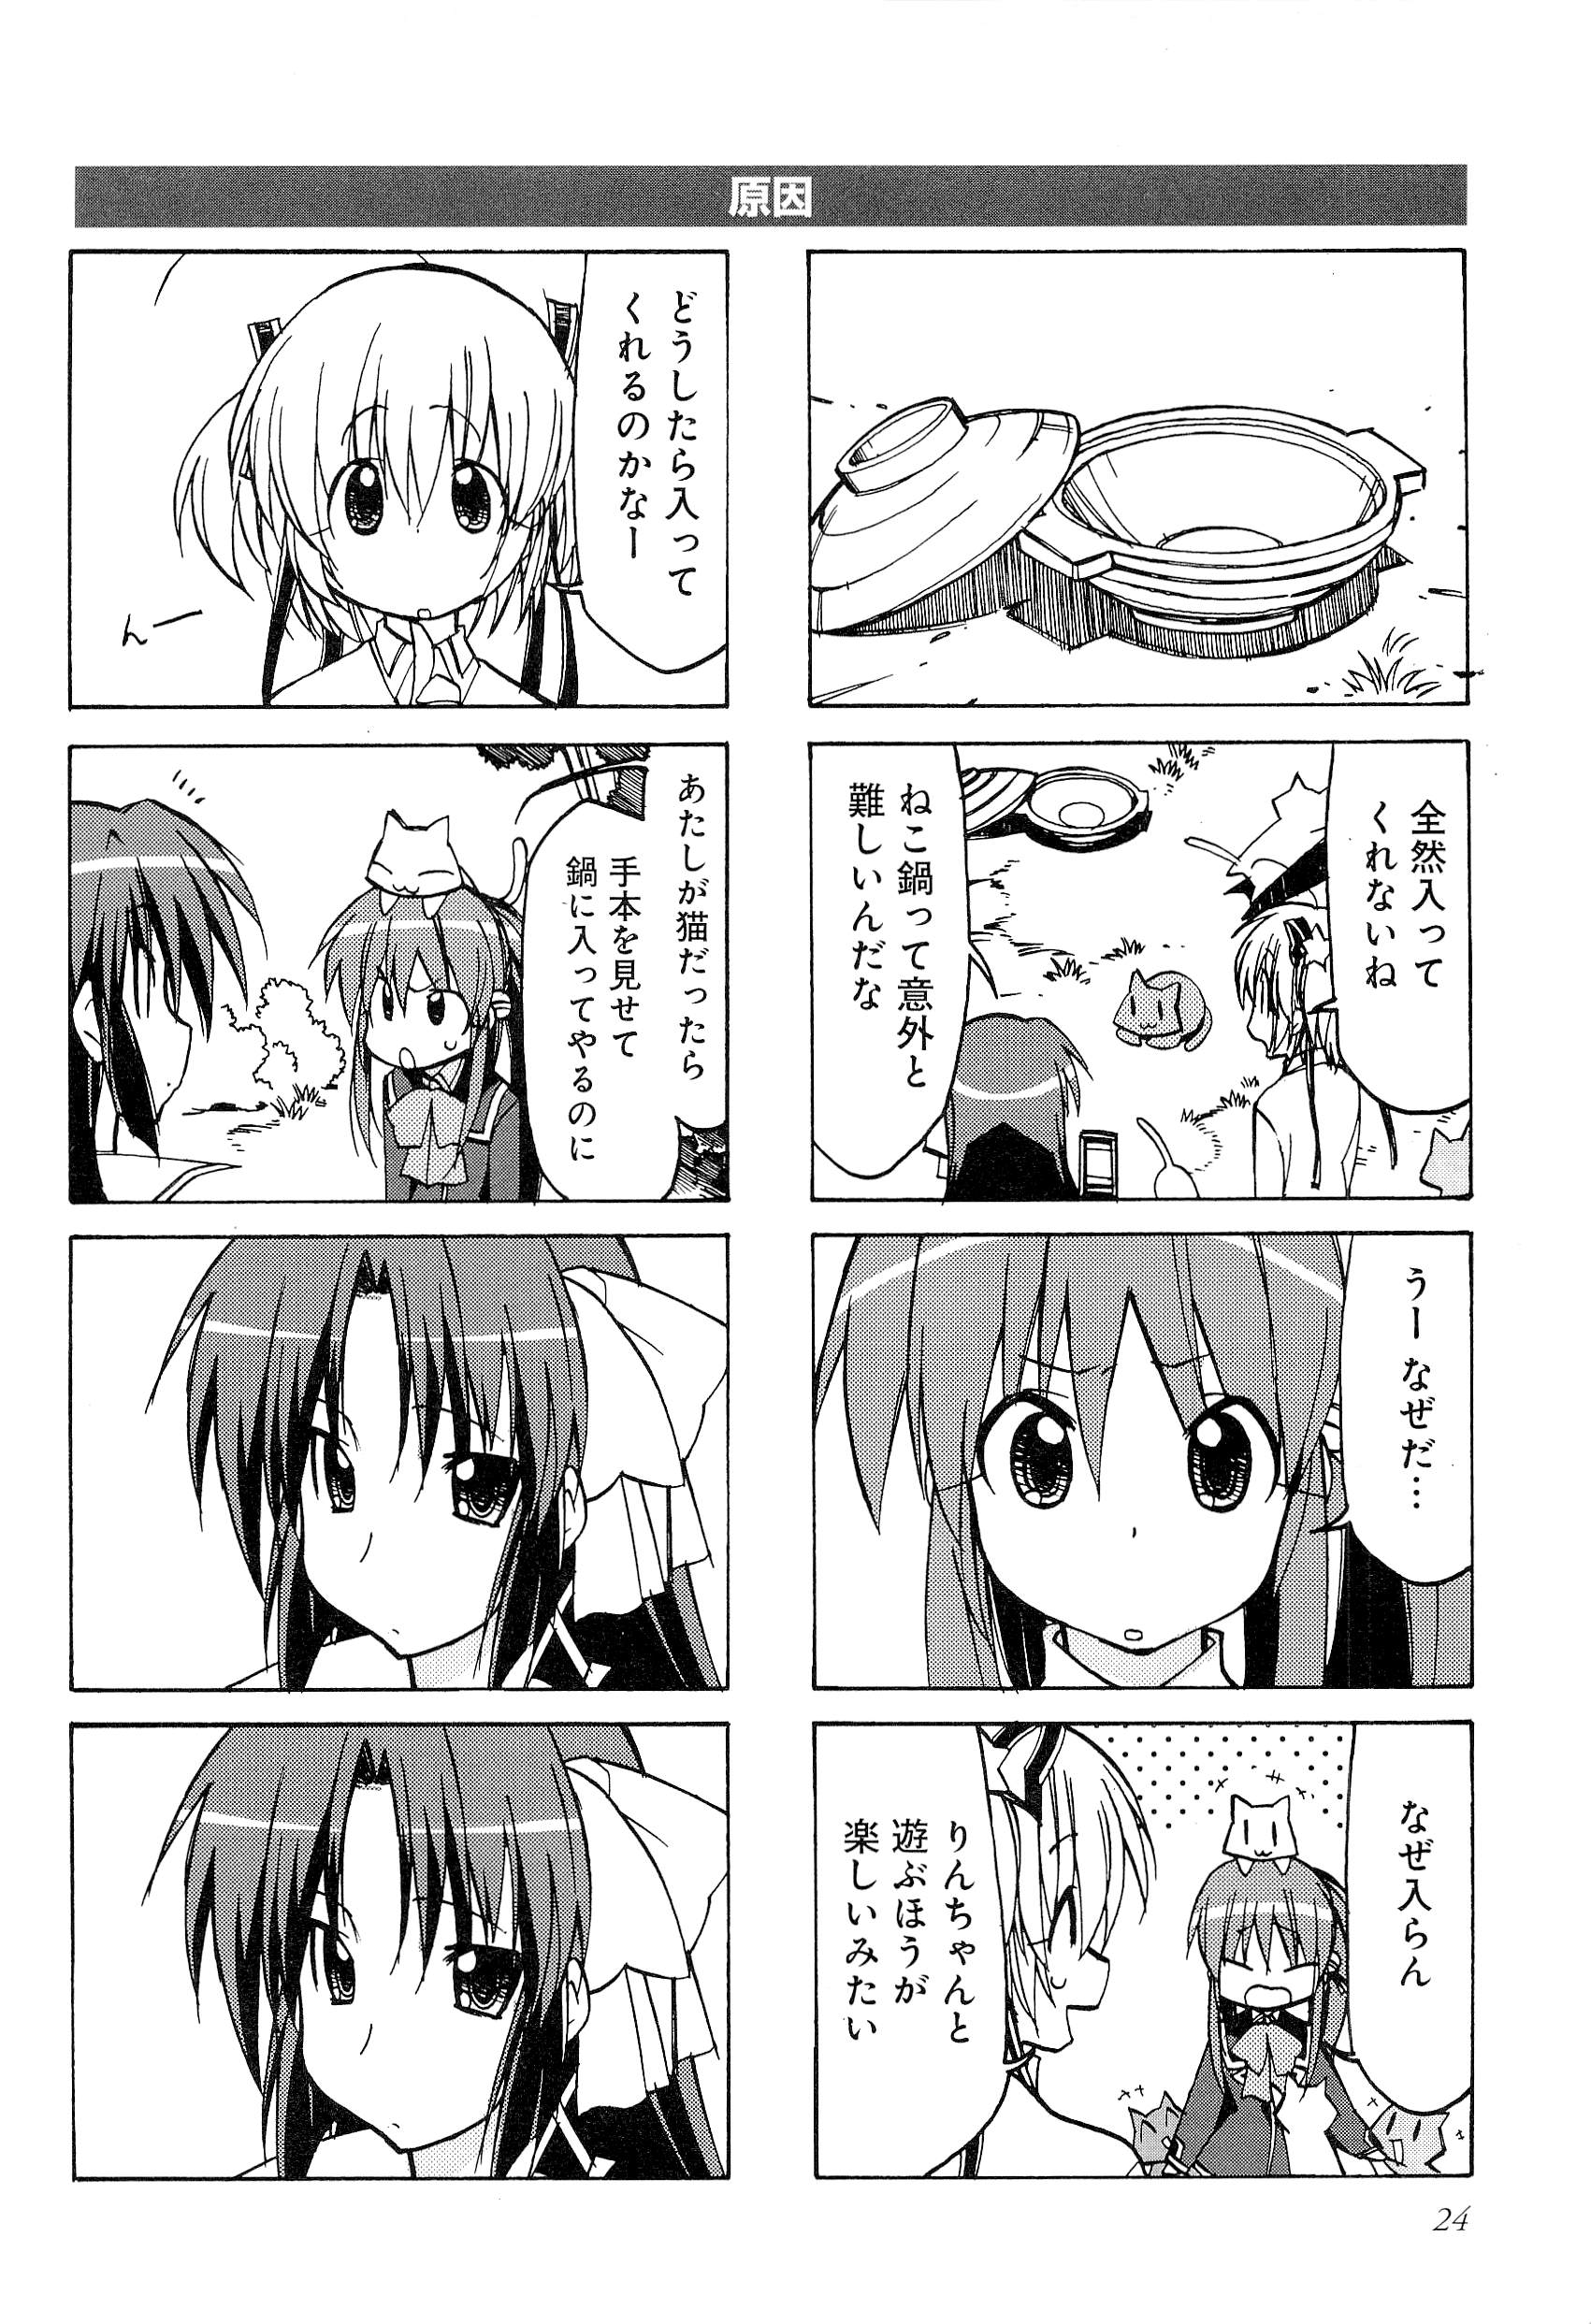 原因
全然入って
くれないね
ねこ鍋って意外と
難しいんだな
うー なぜだ…
なぜ入らん
りんちゃんと
遊ぶほうが
楽しいみたい
どうしたら入って
くれるのかなー
んー
あたしが猫だったら
手本を見せて
鍋に入ってやるのに
24